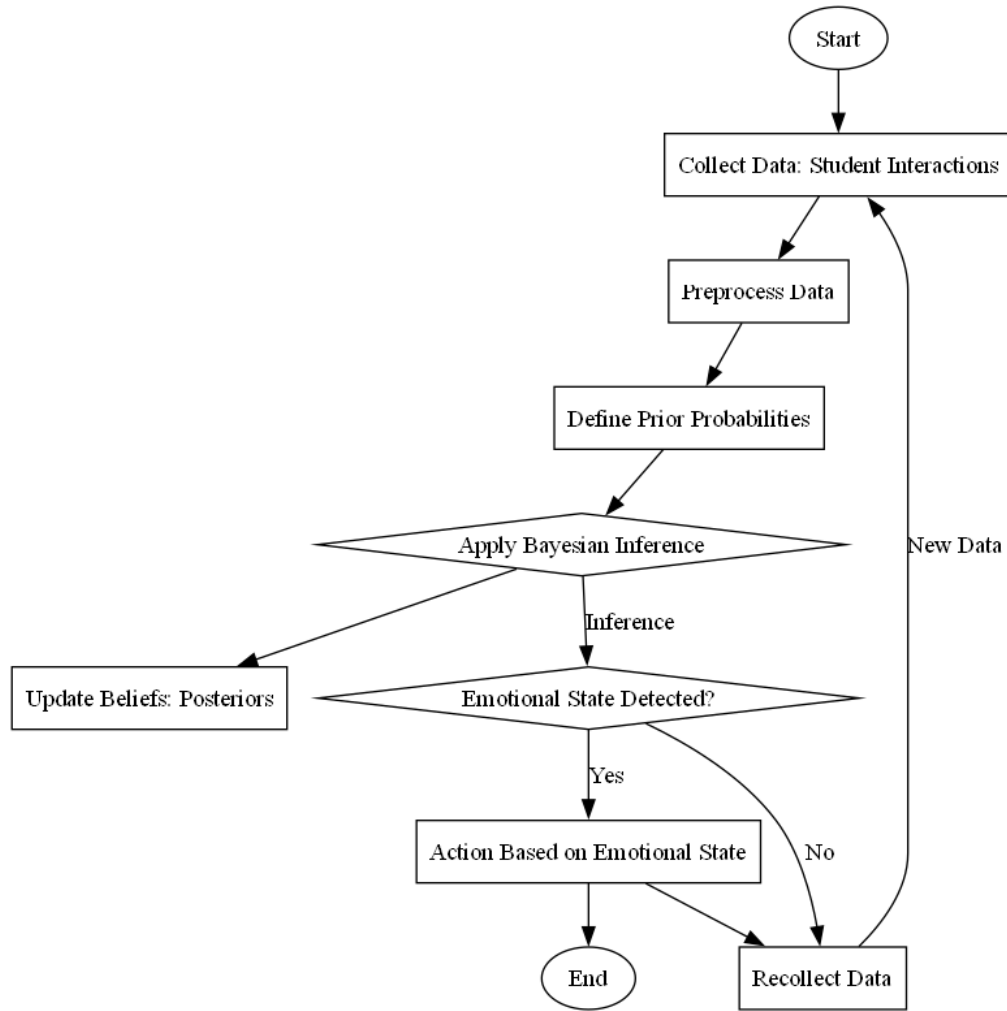 Start
Collect Data: Student Interactions
Preprocess Data
Define Prior Probabilities
Apply Bayesian Inference
New Data
Inference
Update Beliefs: Posteriors
Emotional State Detected?
Yes
Action Based on Emotional State
No
End
Recollect Data